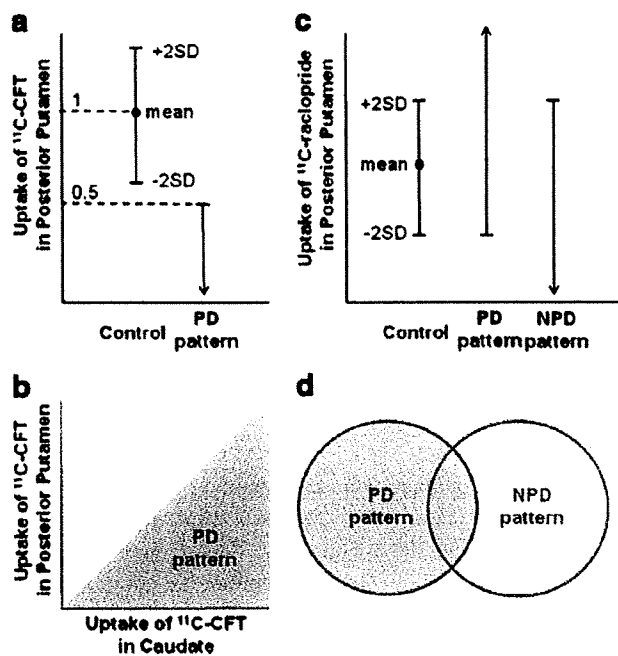 a
Uptake of ¹¹C-CFT
in Posterior Putamen
1
0.5
+2SD
mean
-2SD
Control
PD
pattern
c
Uptake of ¹¹C-raclopride
in Posterior Putamen
+2SD
mean
-2SD
Control
PD
pattern
NPD
pattern
b
Uptake of ¹¹C-CFT
in Posterior Putamen
PD
pattern
Uptake of ¹¹C-CFT
in Caudate
d
PD
pattern
NPD
pattern